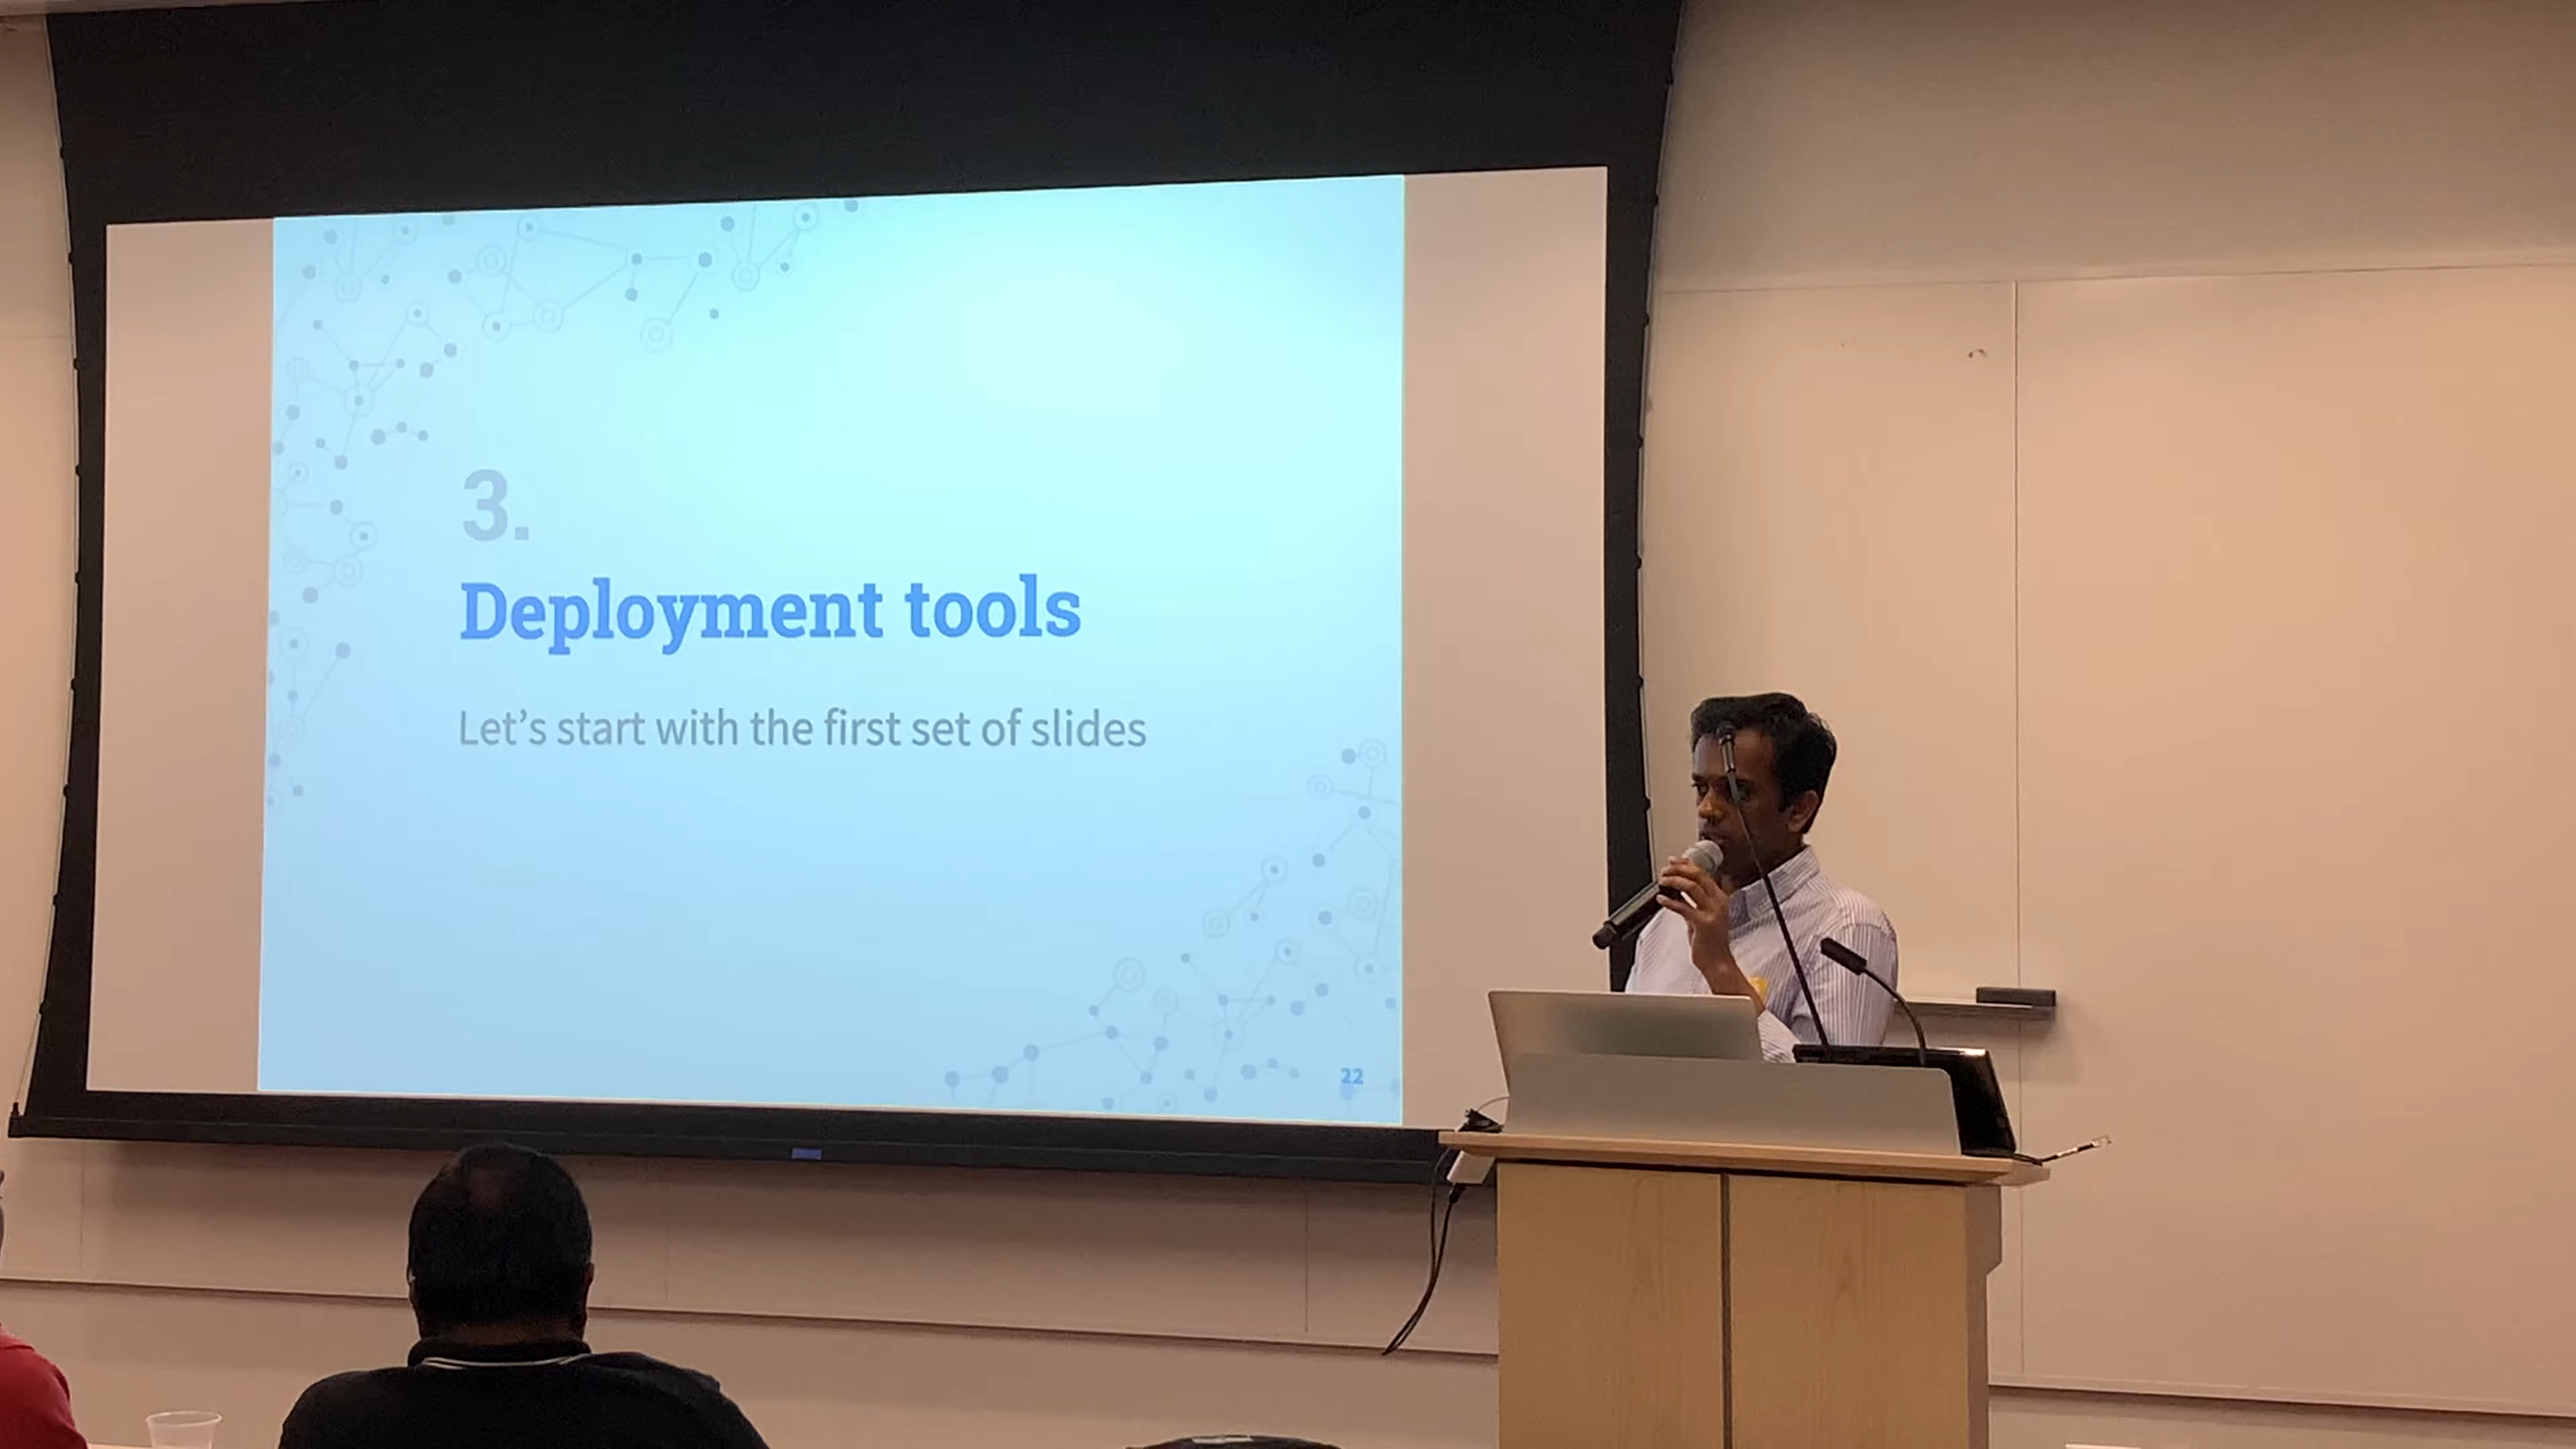 3.
Deployment tools
Let’s start with the first set of slides
22